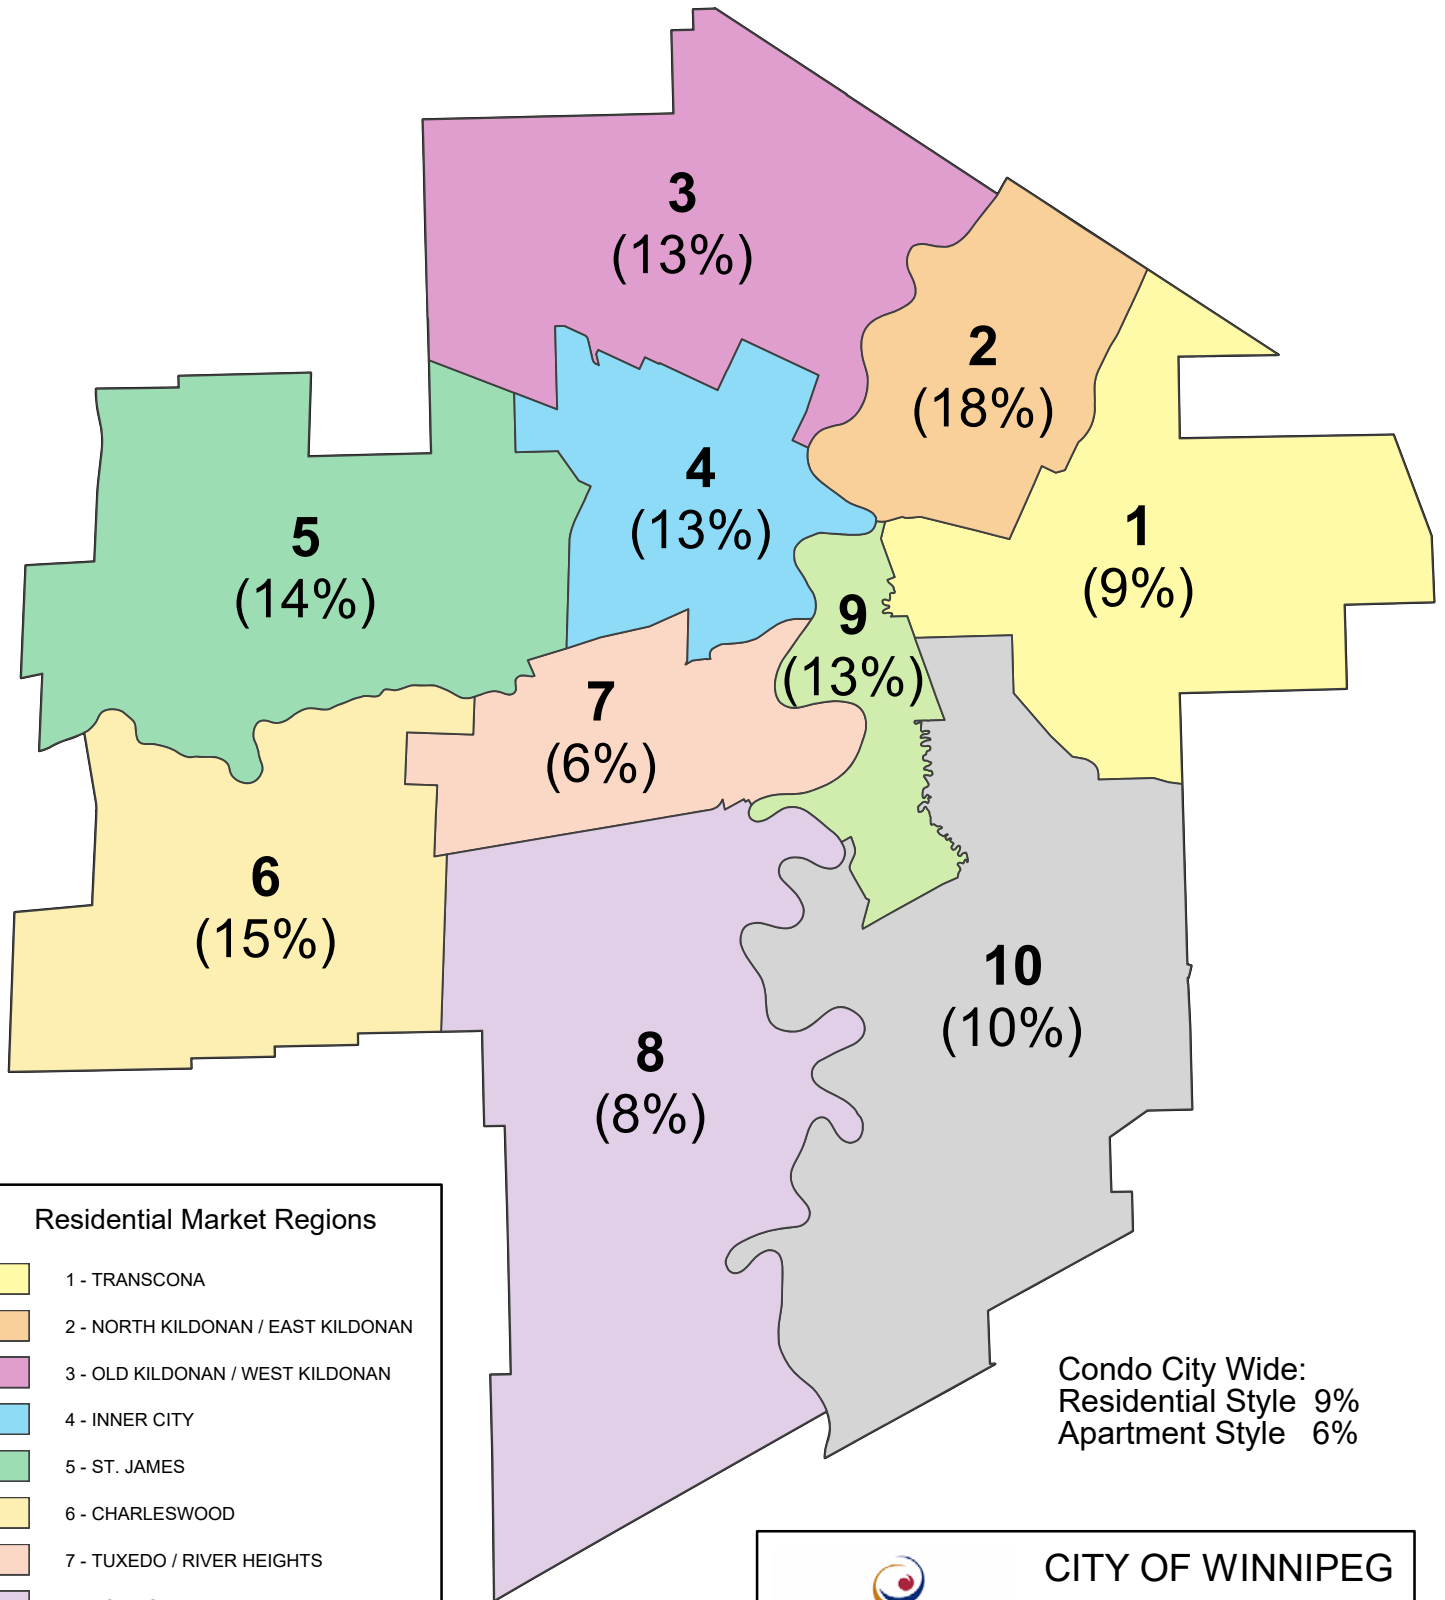 3
(13%)
2
(18%)
4
(13%)
1
(9%)
5
(14%)
9
(13%)
7
(6%)
6
(15%)
10
(10%)
8
(8%)
Residential Market Regions
1 - TRANSCONA
2 - NORTH KILDONAN / EAST KILDONAN
3 - OLD KILDONAN / WEST KILDONAN
4 - INNER CITY
5 - ST. JAMES
6 - CHARLESWOOD
7 - TUXEDO / RIVER HEIGHTS
Condo City Wide:
Residential Style 9%
Apartment Style 6%
CITY OF WINNIPEG